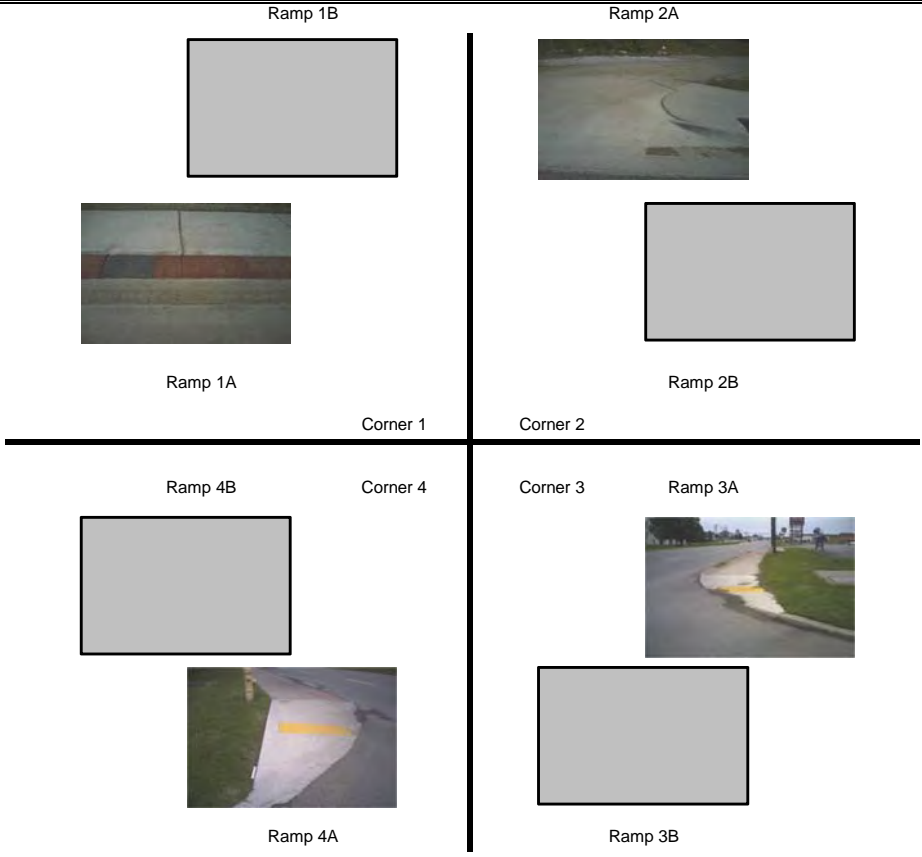 Ramp 1B
Ramp 2A
Ramp 1A
Ramp 2B
Corner 1
Corner 2
Ramp 4B
Corner 4
Corner 3
Ramp 3A
Ramp 4A
Ramp 3B